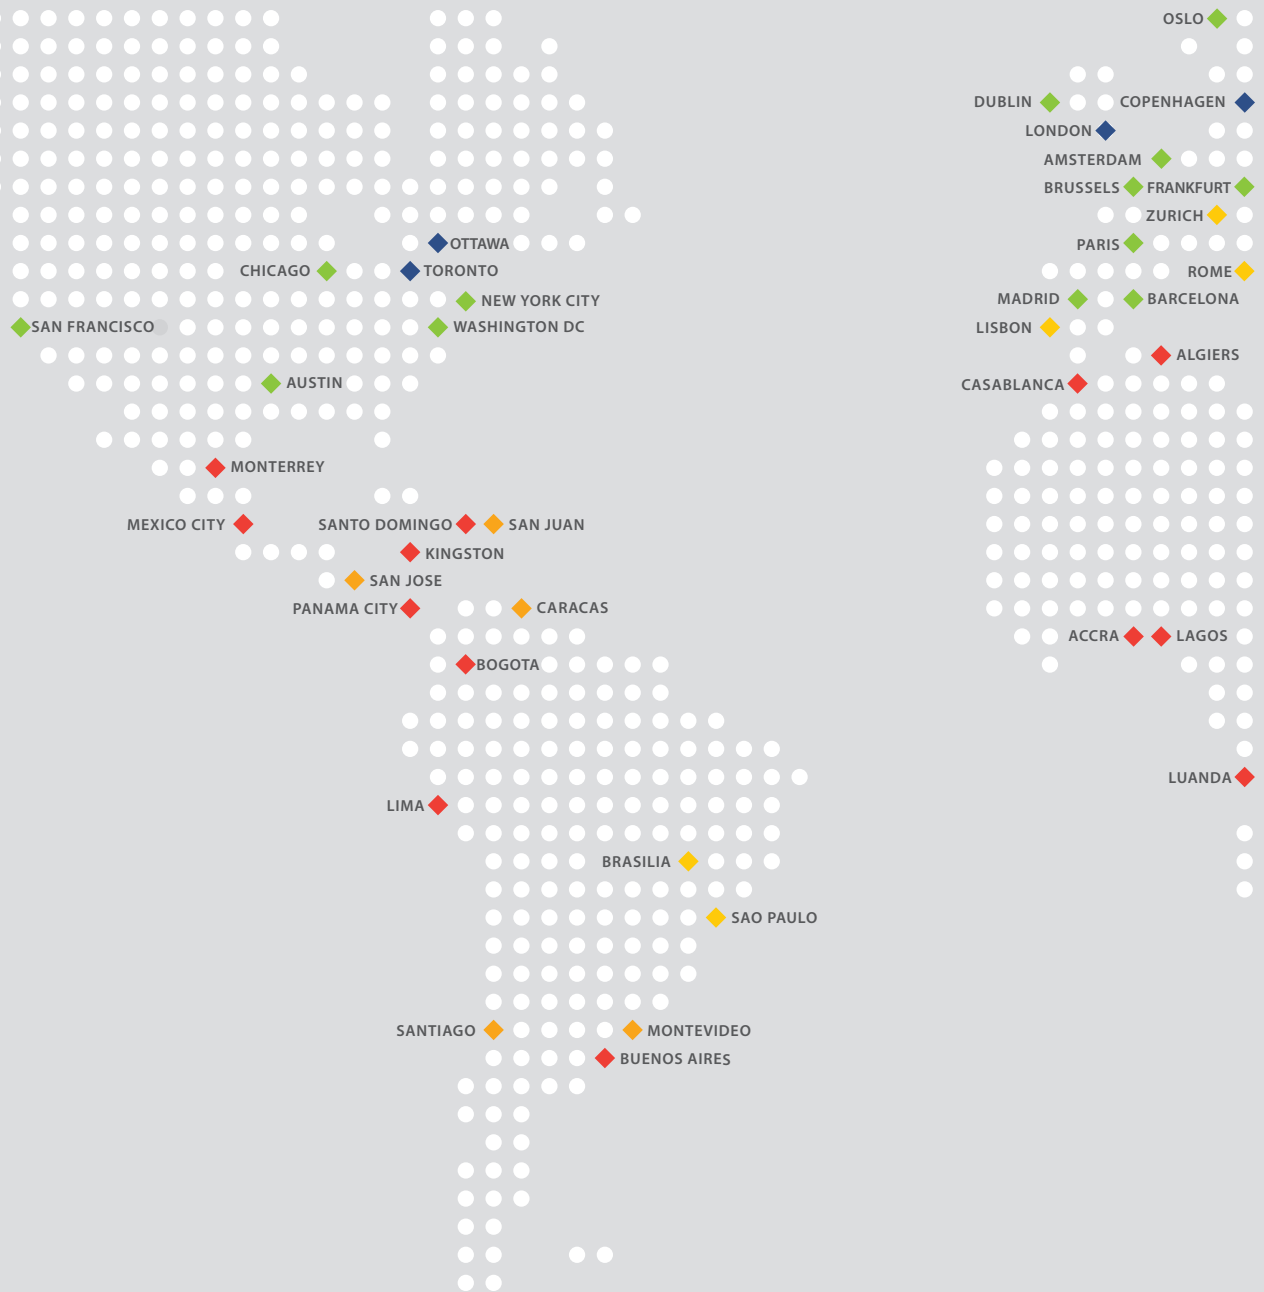 OSLO
DUBLIN
COPENHAGEN
LONDON
AMSTERDAM
BRUSSELS
FRANKFURT
ZURICH
OTTAWA
PARIS
CHICAGO
TORONTO
ROME
NEW YORK CITY
MADRID
BARCELONA
SAN FRANCISCO
WASHINGTON DC
LISBON
ALGIERS
AUSTIN
CASABLANCA
MONTERREY
MEXICO CITY
SANTO DOMINGO
SAN JUAN
KINGSTON
SAN JOSE
PANAMA CITY
CARACAS
ACCRA
LAGOS
BOGOTA
LUANDA
LIMA
BRASILIA
SAO PAULO
SANTIAGO
MONTEVIDEO
BUENOS AIRES